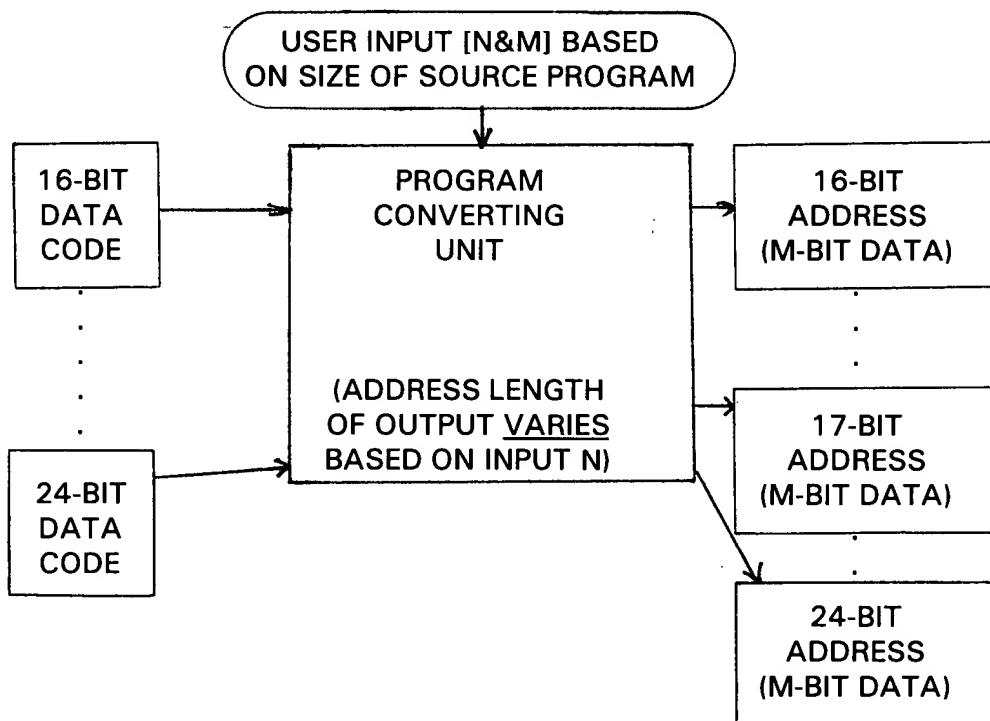 USER INPUT [N&M] BASED
ON SIZE OF SOURCE PROGRAM
16-BIT
DATA
CODE
24-BIT
DATA
CODE
PROGRAM
CONVERTING
UNIT
(ADDRESS LENGTH
OF OUTPUT VARIES
BASED ON INPUT N)
16-BIT
ADDRESS
(M-BIT DATA)
17-BIT
ADDRESS
(M-BIT DATA)
24-BIT
ADDRESS
(M-BIT DATA)